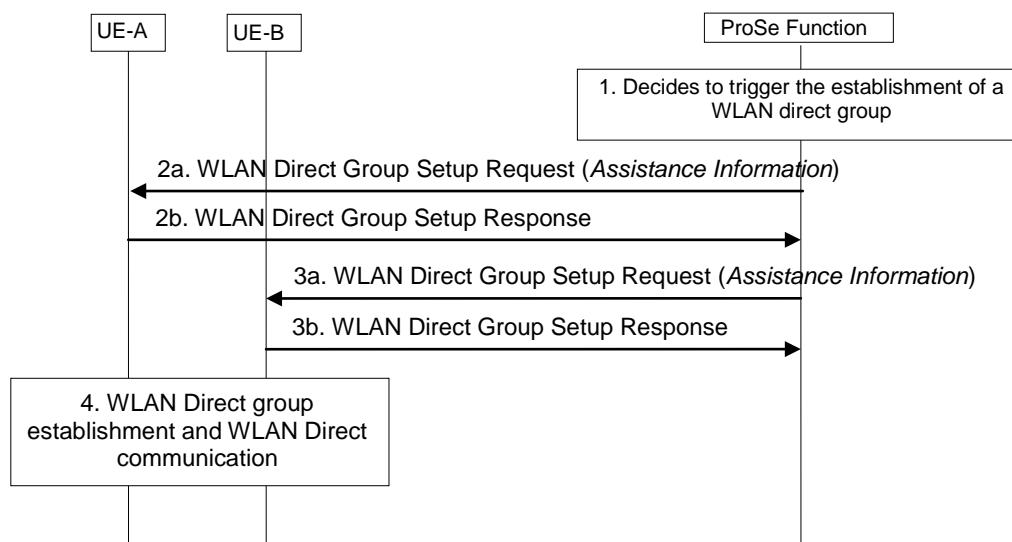 UE-A
UE-B
ProSe Function
1. Decides to trigger the establishment of a
WLAN direct group
2a. WLAN Direct Group Setup Request (Assistance Information)
2b. WLAN Direct Group Setup Response
3a. WLAN Direct Group Setup Request (Assistance Information)
3b. WLAN Direct Group Setup Response
4. WLAN Direct group
establishment and WLAN Direct
communication